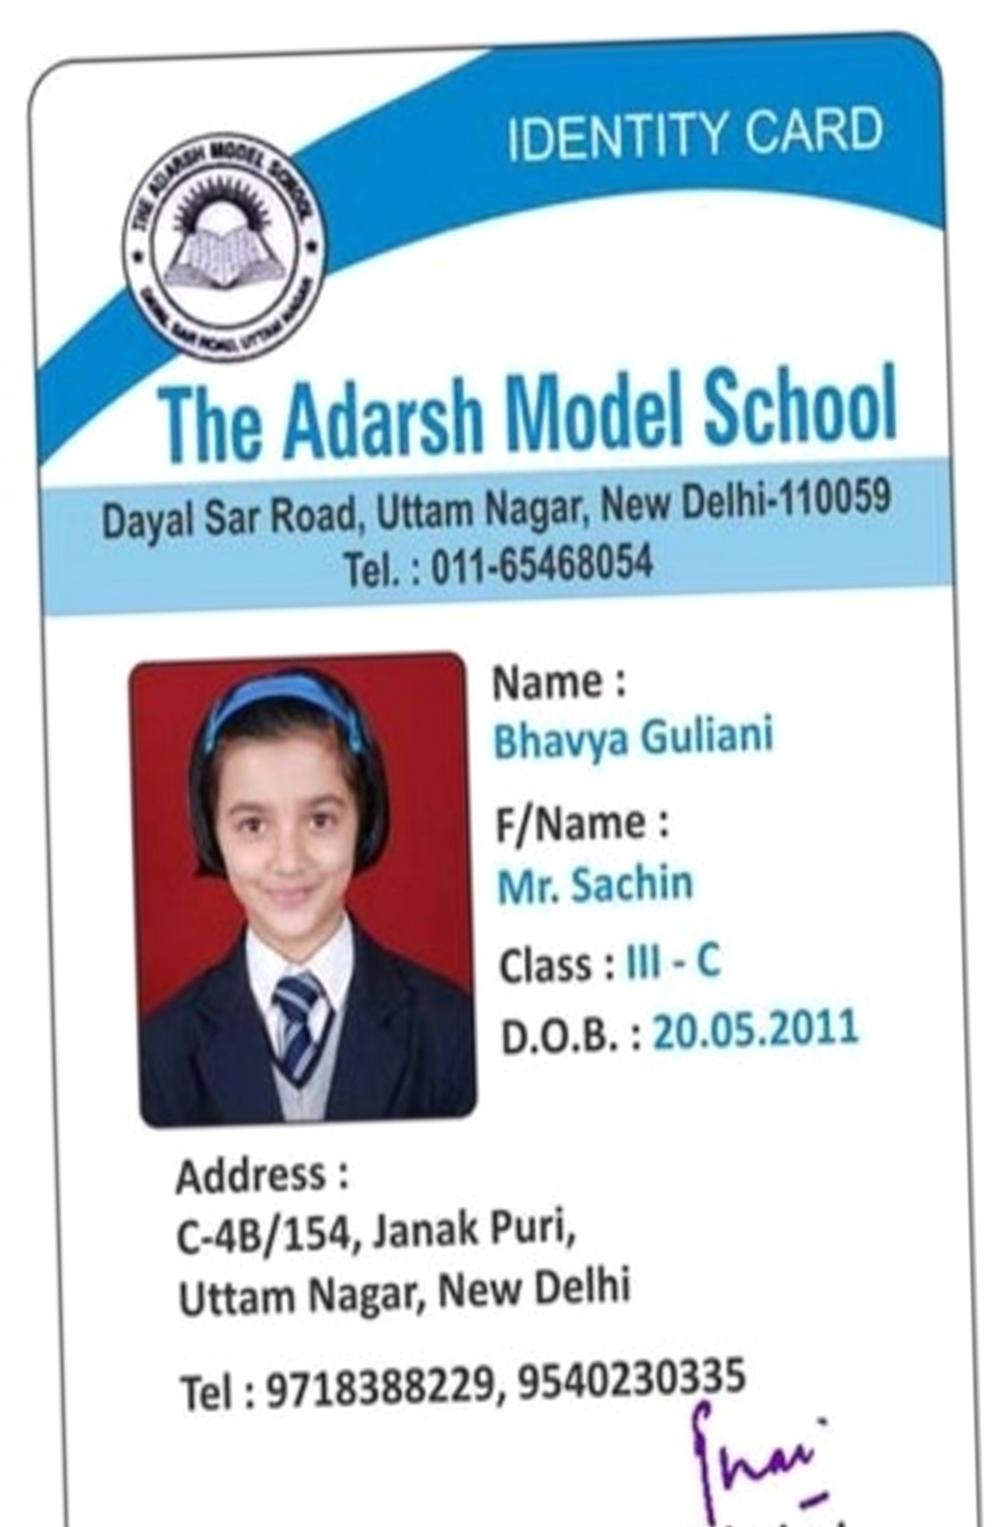 IDENTITY CARD
THE ADARSH MODEL SCHOOL
DAYAL SAR ROAD, UTTAM NAGAR
The Adarsh Model School
Dayal Sar Road, Uttam Nagar, New Delhi-110059
Tel. : 011-65468054
Name :
Bhavya Guliani
F/Name :
Mr. Sachin
Class : III - C
D.O.B. : 20.05.2011
Address :
C-4B/154, Janak Puri,
Uttam Nagar, New Delhi
Tel : 9718388229, 9540230335